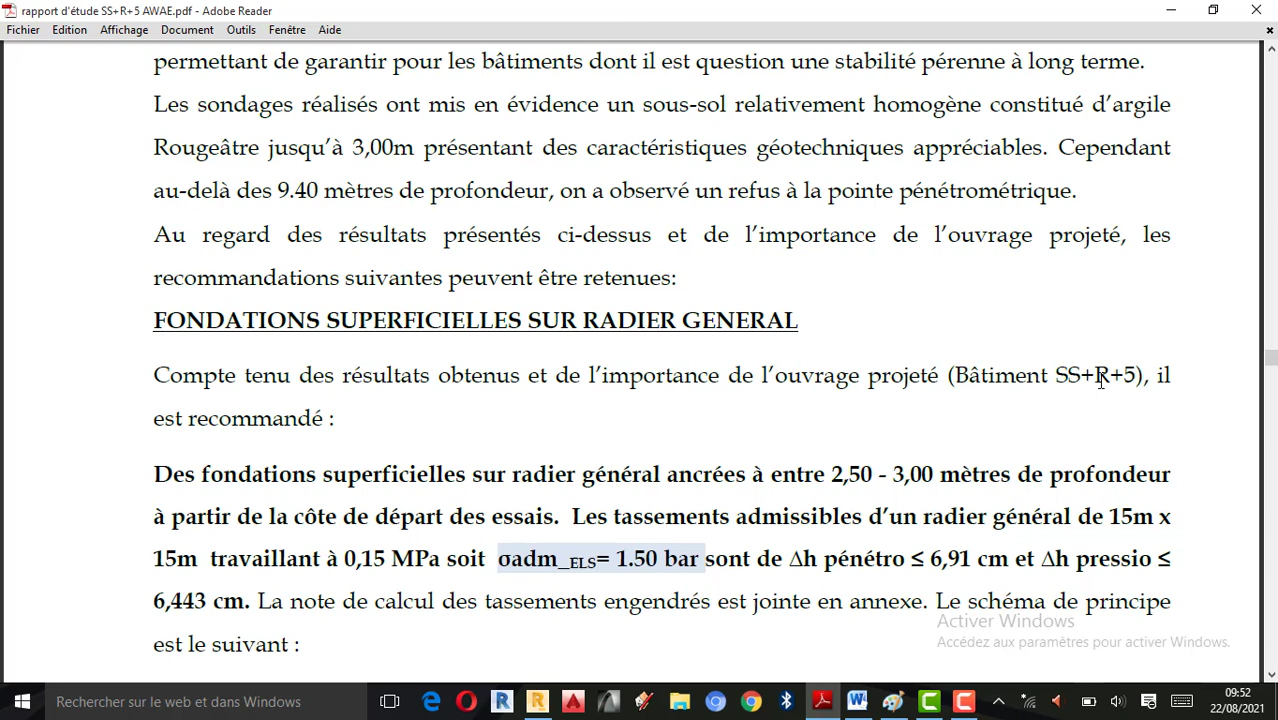 rapport d'étude SS+R+5 AWAE.pdf - Adobe Reader
Fichier Edition Affichage Document Outils Fenêtre Aide
permettant de garantir pour les bâtiments dont il est question une stabilité pérenne à long terme.
Les sondages réalisés ont mis en évidence un sous-sol relativement homogène constitué d’argile
Rougeâtre jusqu’à 3,00m présentant des caractéristiques géotechniques appréciables. Cependant
au-delà des 9.40 mètres de profondeur, on a observé un refus à la pointe pénétrométrique.
Au regard des résultats présentés ci-dessus et de l’importance de l’ouvrage projeté, les
recommandations suivantes peuvent être retenues:
FONDATIONS SUPERFICIELLES SUR RADIER GENERAL
Compte tenu des résultats obtenus et de l’importance de l’ouvrage projeté (Bâtiment SS+R+5), il
est recommandé :
Des fondations superficielles sur radier général ancrées à entre 2,50 - 3,00 mètres de profondeur
à partir de la côte de départ des essais. Les tassements admissibles d’un radier général de 15m x
15m travaillant à 0,15 MPa soit σadm_ELS= 1.50 bar sont de Δh pénétro ≤ 6,91 cm et Δh pressio ≤
6,443 cm. La note de calcul des tassements engendrés est jointe en annexe. Le schéma de principe
est le suivant :
Activer Windows
Accédez aux paramètres pour activer Windows.
Rechercher sur le web et dans Windows
09:52
22/08/2021